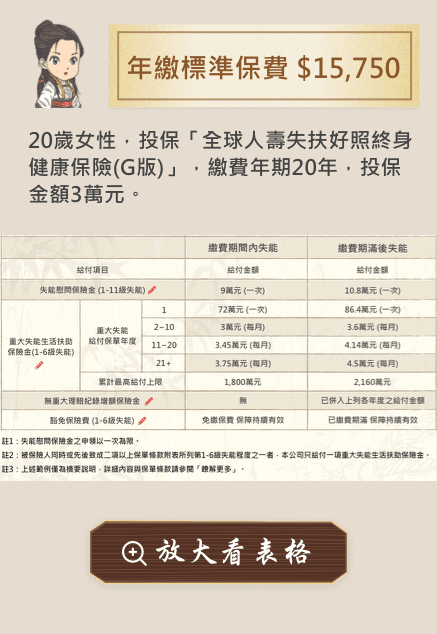 年繳標準保費 $15,750
20歲女性，投保「全球人壽失扶好照終身
健康保險(G版)」，繳費年期20年，投保
金額3萬元。
繳費期間內失能 繳費期滿後失能
給付項目 給付金額 給付金額
失能慰問保險金 (1-11級失能) 9萬元 (一次) 10.8萬元 (一次)
重大失能生活扶助
保險金(1-6級失能)
重大失能
給付保單年度
1 72萬元 (一次) 86.4萬元 (一次)
2~10 3萬元 (每月) 3.6萬元 (每月)
11~20 3.45萬元 (每月) 4.14萬元 (每月)
21+ 3.75萬元 (每月) 4.5萬元 (每月)
累計最高給付上限 1,800萬元 2,160萬元
無重大理賠紀錄增額保險金 無 已併入上列各年度之給付金額
豁免保險費 (1-6級失能) 免繳保費 保障持續有效 已繳費期滿 保障持續有效
註1：失能慰問保險金之申領以一次為限。
註2：被保險人同時或先後致成二項以上保單條款附表所列第1-6級失能程度之一者，本公司只給付一項重大失能生活扶助保險金。
註3：上述範例僅為摘要說明，詳細內容與保單條款請參閱「瞭解更多」。
放大看表格